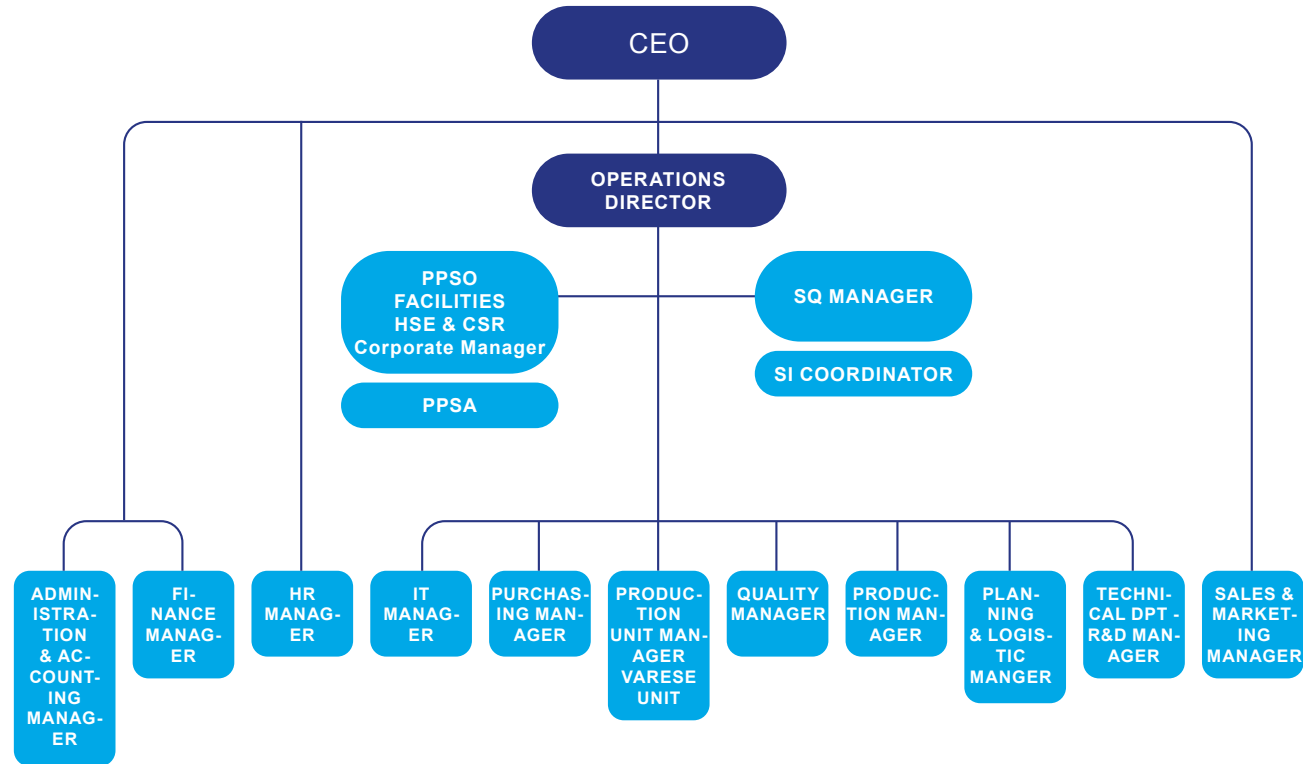 CEO
OPERATIONS
DIRECTOR
PPSO
FACILITIES
HSE & CSR
Corporate Manager
SQ MANAGER
SI COORDINATOR
PPSA
ADMIN-
ISTRA-
TION
& AC-
COUNT-
ING
MANAG-
ER
FI-
NANCE
MANAG-
ER
HR
MANAG-
ER
IT
MANAG-
ER
PURCHAS-
ING MAN-
AGER
PRODUC-
TION
UNIT MAN-
AGER
VARESE
UNIT
QUALITY
MANAGER
PRODUC-
TION MAN-
AGER
PLAN-
NING
& LOGIS-
TIC
MANGER
TECHNI-
CAL DPT -
R&D MAN-
AGER
SALES &
MARKET-
ING
MANAGER